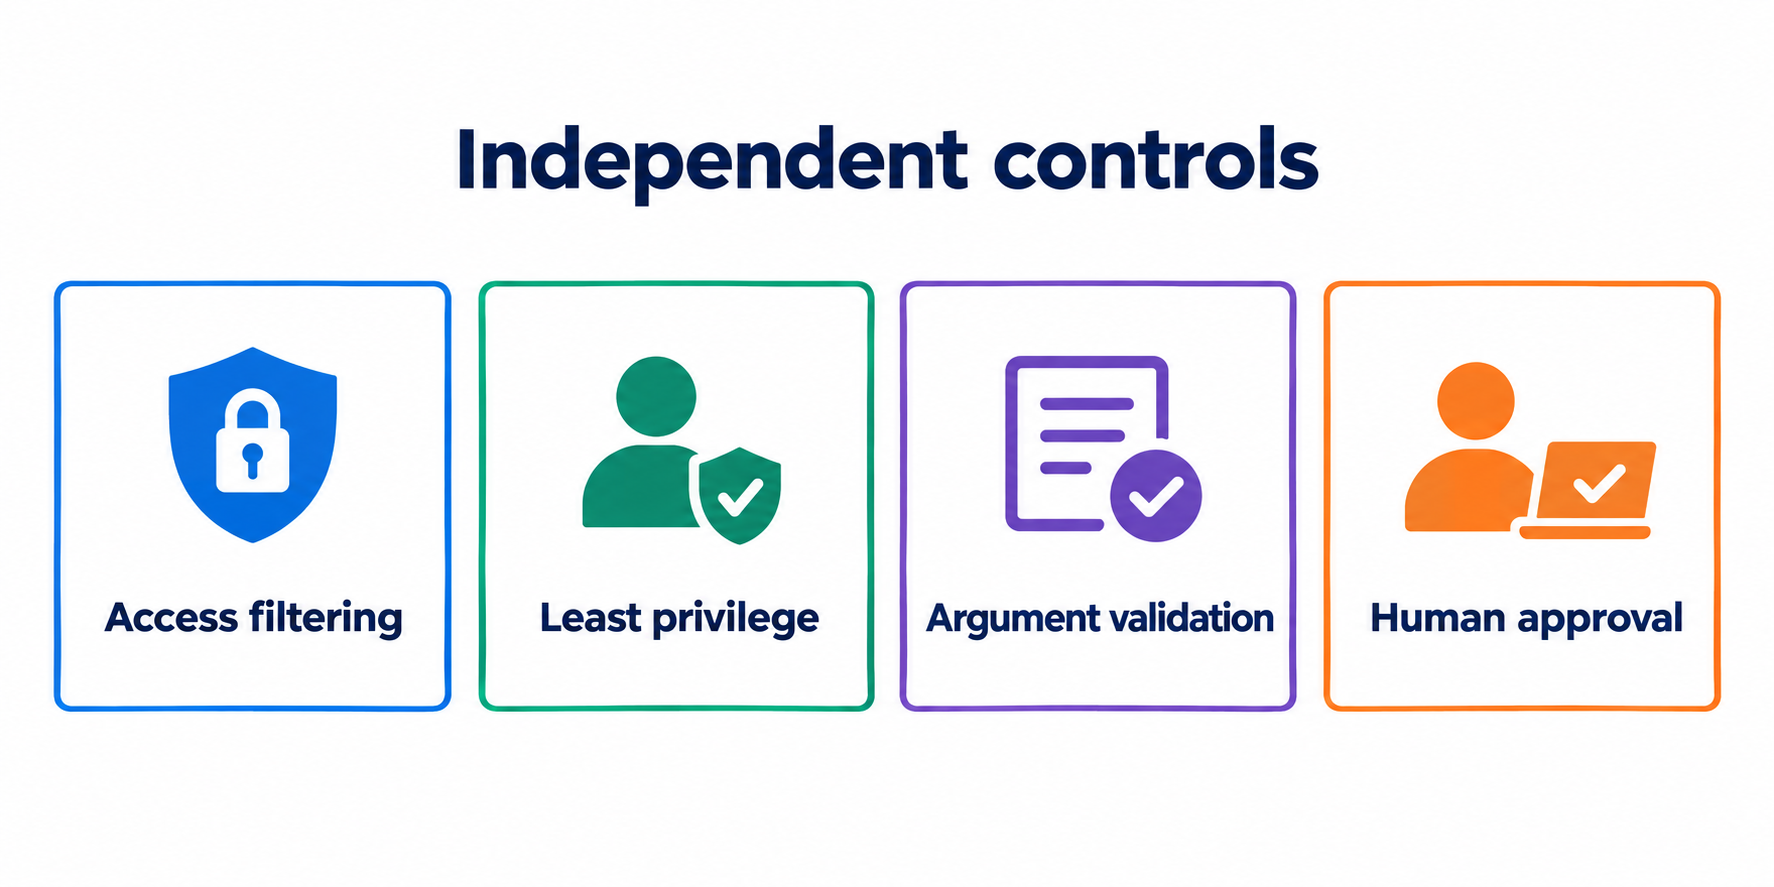 Independent controls
Access filtering
Least privilege
Argument validation
Human approval